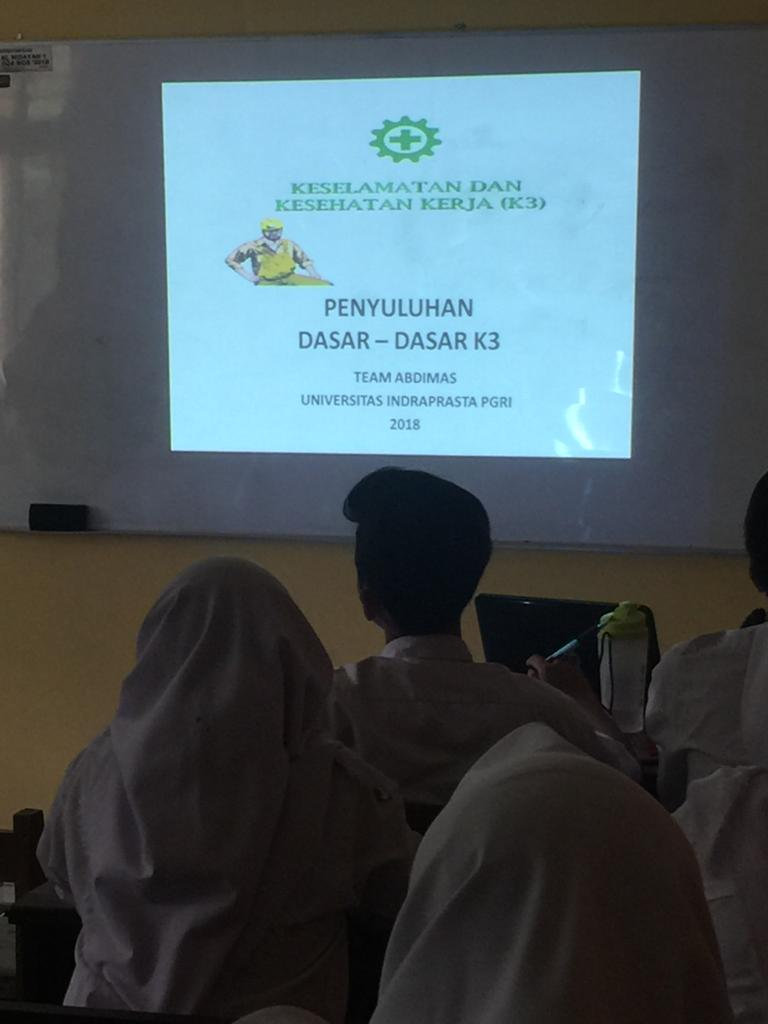 KESELAMATAN DAN
KESEHATAN KERJA (K3)
PENYULUHAN
DASAR – DASAR K3
TEAM ABDIMAS
UNIVERSITAS INDRAPRASTA PGRI
2018